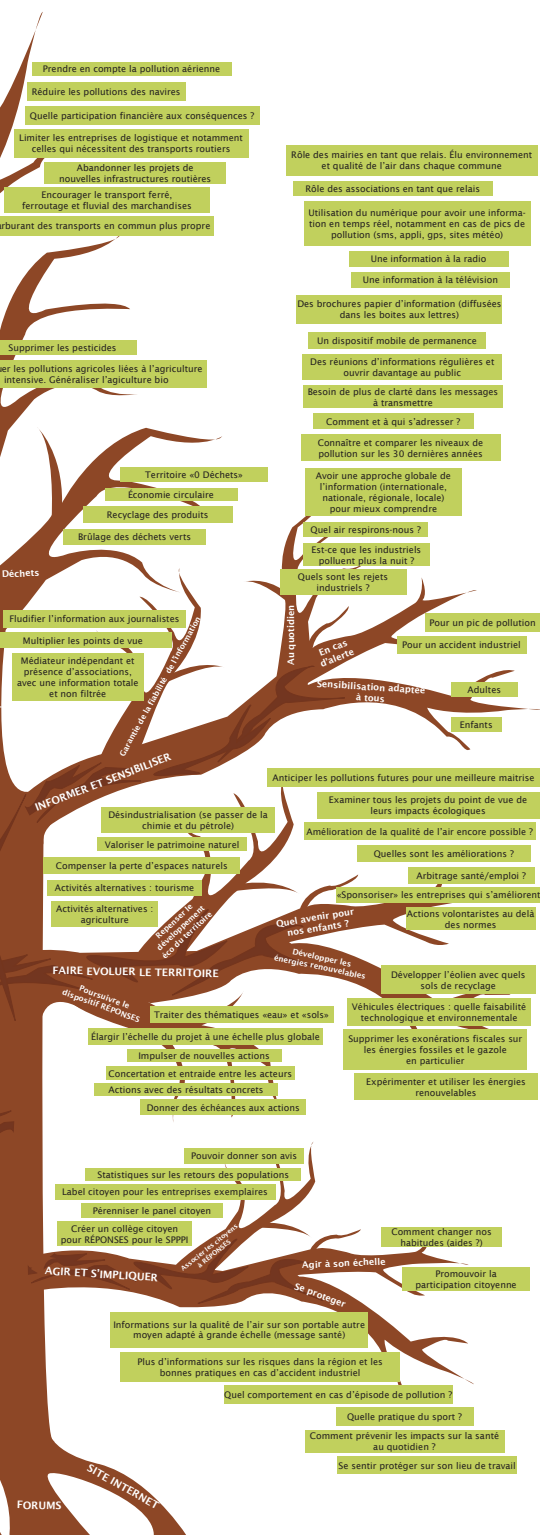 Prendre en compte la pollution aérienne
Réduire les pollutions des navires
Quelle participation financière aux conséquences ?
Limiter les entreprises de logistique et notamment
celles qui nécessitent des transports routiers
Abandonner les projets de
nouvelles infrastructures routières
Encourager le transport ferré,
ferroutage et fluvial des marchandises
arburant des transports en commun plus propre
Supprimer les pesticides
uer les pollutions agricoles liées à l'agriculture
intensive. Généraliser l'agiculture bio
Territoire «0 Déchets»
Économie circulaire
Recyclage des produits
Brûlage des déchets verts
Déchets
Rôle des mairies en tant que relais. Élu environnement
et qualité de l'air dans chaque commune
Rôle des associations en tant que relais
Utilisation du numérique pour avoir une informa-
tion en temps réel, notamment en cas de pics de
pollution (sms, appli, gps, sites météo)
Une information à la radio
Une information à la télévision
Des brochures papier d'information (diffusées
dans les boites aux lettres)
Un dispositif mobile de permanence
Des réunions d'informations régulières et
ouvrir davantage au public
Besoin de plus de clarté dans les messages
à transmettre
Comment et à qui s'adresser ?
Connaître et comparer les niveaux de
pollution sur les 30 dernières années
Avoir une approche globale de
l'information (internationale,
nationale, régionale, locale)
pour mieux comprendre
Quel air respirons-nous ?
Est-ce que les industriels
polluent plus la nuit ?
Quels sont les rejets
industriels ?
Au quotidien
Fludifier l'information aux journalistes
Multiplier les points de vue
Médiateur indépendant et
présence d'associations,
avec une information totale
et non filtrée
Garantie de la fiabilité de l'information
En cas
d'alerte
Pour un pic de pollution
Pour un accident industriel
Sensibilisation adaptée
à tous
Adultes
Enfants
INFORMER ET SENSIBILISER
Anticiper les pollutions futures pour une meilleure maitrise
Examiner tous les projets du point de vue de
leurs impacts écologiques
Amélioration de la qualité de l'air encore possible ?
Quelles sont les améliorations ?
Arbitrage santé/emploi ?
«Sponsoriser» les entreprises qui s'améliorent
Actions volontaristes au delá
des normes
Désindustrialisation (se passer de la
chimie et du pétrole)
Valoriser le patrimoine naturel
Compenser la perte d'espaces naturels
Activités alternatives : tourisme
Activités alternatives :
agriculture
Repenser le
développement
éco du territoire
Quel avenir pour
nos enfants ?
Développer les
énergies renouvelables
FAIRE EVOLUER LE TERRITOIRE
Développer l'éolien avec quels
sols de recyclage
Véhicules électriques : quelle faisabilité
technologique et environnementale
Supprimer les exonérations fiscales sur
les énergies fossiles et le gazole
en particulier
Expérimenter et utiliser les énergies
renouvelables
Poursuivre le
dispositif RÉPONSES
Traiter des thématiques «eau» et «sols»
Élargir l'échelle du projet à une échelle plus globale
Impulser de nouvelles actions
Concertation et entraide entre les acteurs
Actions avec des résultats concrets
Donner des échéances aux actions
Pouvoir donner son avis
Statistiques sur les retours des populations
Label citoyen pour les entreprises exemplaires
Pérenniser le panel citoyen
Créer un collège citoyen
pour RÉPONSES pour le SPPPI
Associer les citoyens
à RÉPONSES
AGIR ET S'IMPLIQUER
Agir à son échelle
Comment changer nos
habitudes (aides ?)
Promouvoir la
participation citoyenne
Se proteger
Informations sur la qualité de l'air sur son portable autre
moyen adapté à grande échelle (message santé)
Plus d'informations sur les risques dans la région et les
bonnes pratiques en cas d'accident industriel
Quel comportement en cas d'épisode de pollution ?
Quelle pratique du sport ?
Comment prévenir les impacts sur la santé
au quotidien ?
Se sentir protéger sur son lieu de travail
SITE INTERNET
FORUMS